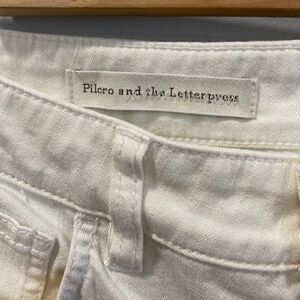 Pilcro and the Letterpress